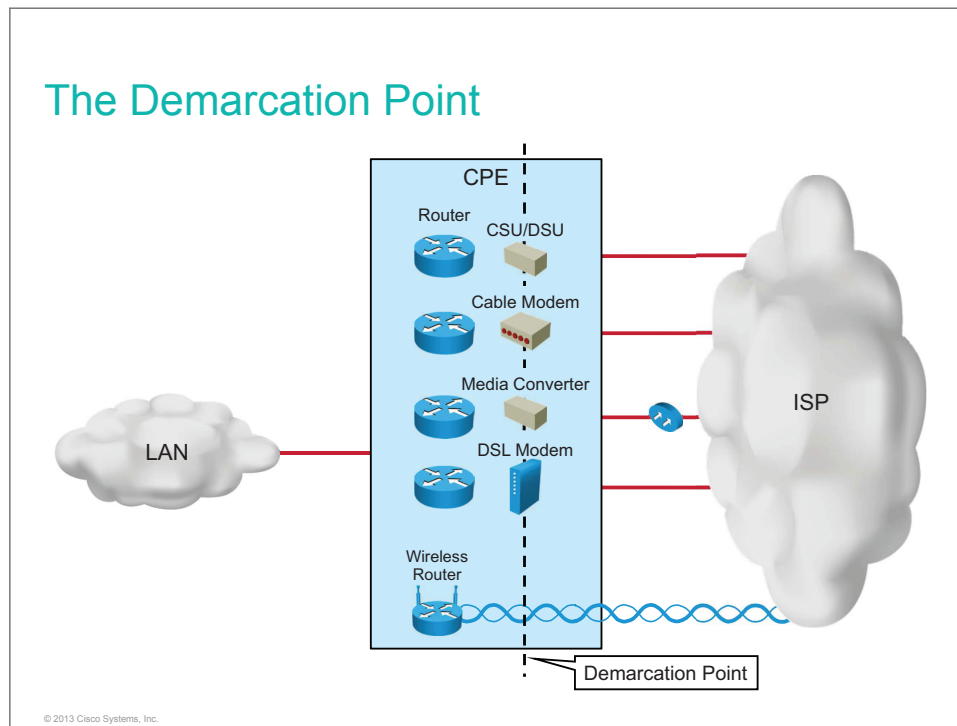 The Demarcation Point
CPE
Router
CSU/DSU
Cable Modem
Media Converter
DSL Modem
Wireless
Router
LAN
ISP
Demarcation Point
© 2013 Cisco Systems, Inc.